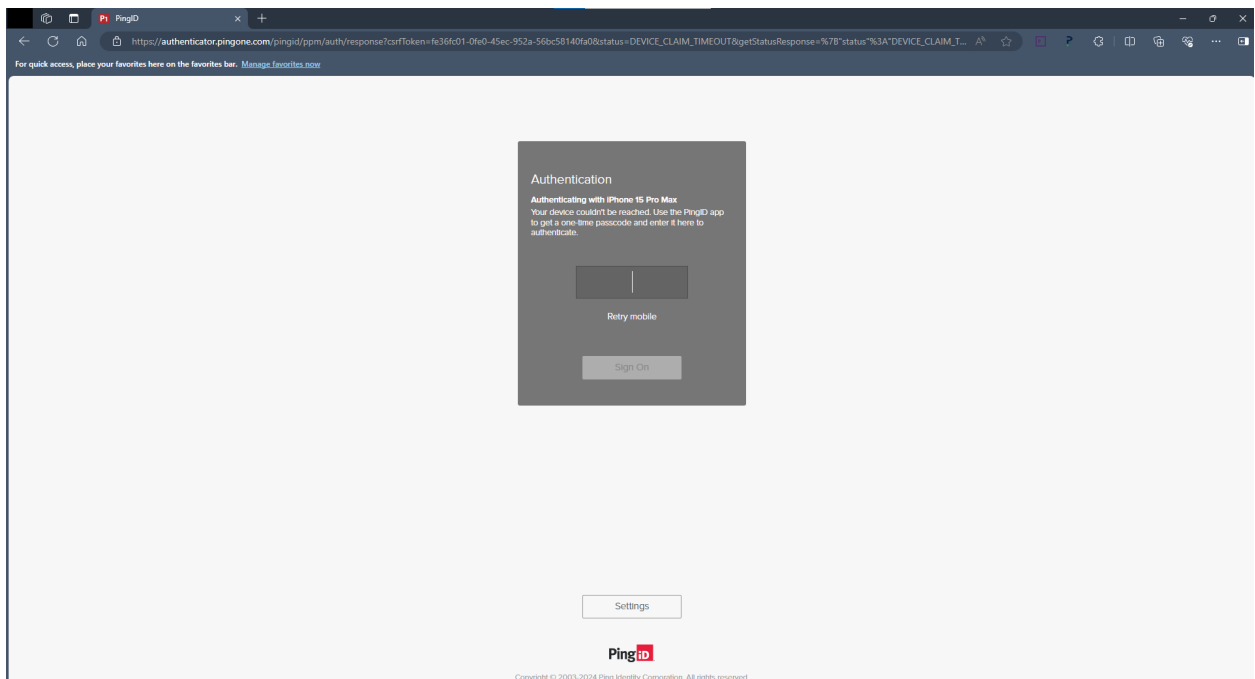 P1 PingID
https://authenticator.pingone.com/pingid/ppm/auth/response?csrfToken=fe36fc01-0fe0-45ec-952a-56bc58140fa0&status=DEVICE_CLAIM_TIMEOUT&getStatusResponse=%7B"status"%3A"DEVICE_CLAIM_T...
For quick access, place your favorites here on the favorites bar. Manage favorites now
Authentication
Authenticating with iPhone 15 Pro Max
Your device couldn't be reached. Use the PingID app
to get a one-time passcode and enter it here to
authenticate.
Retry mobile
Sign On
Settings
Ping iD
Copyright © 2003-2024 Ping Identity Corporation. All rights reserved.